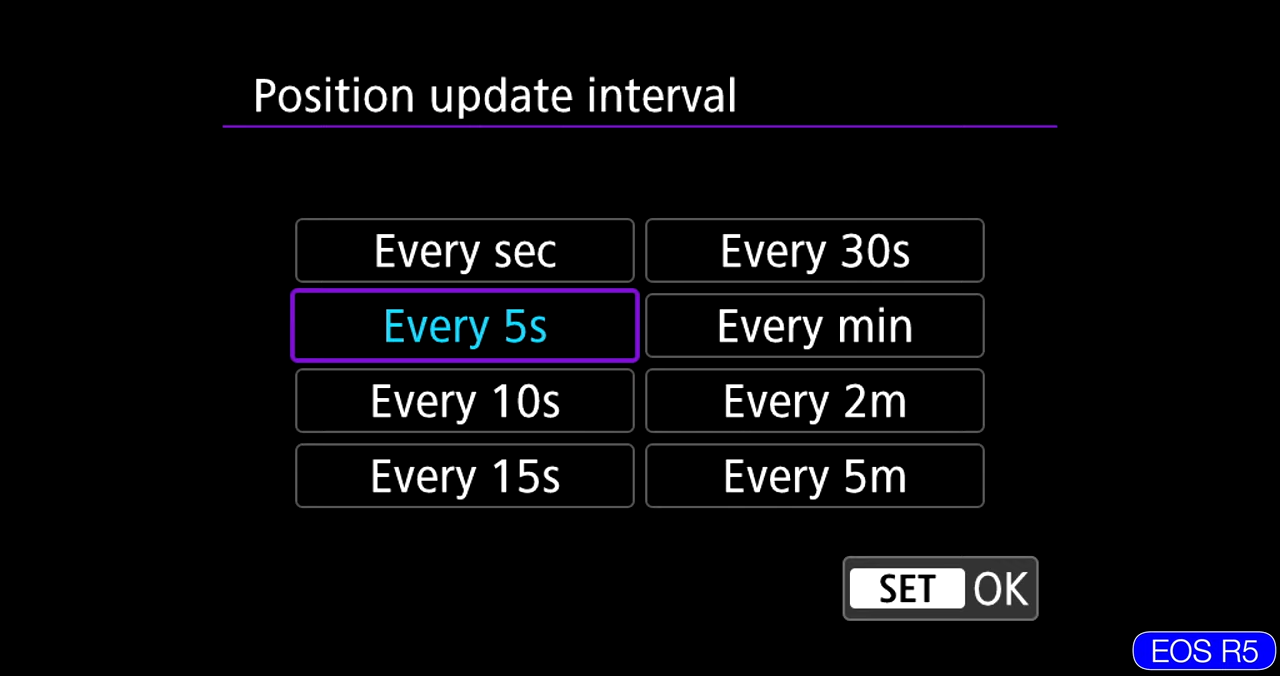 Position update interval
Every sec
Every 30s
Every 5s
Every min
Every 10s
Every 2m
Every 15s
Every 5m
SET OK
EOS R5